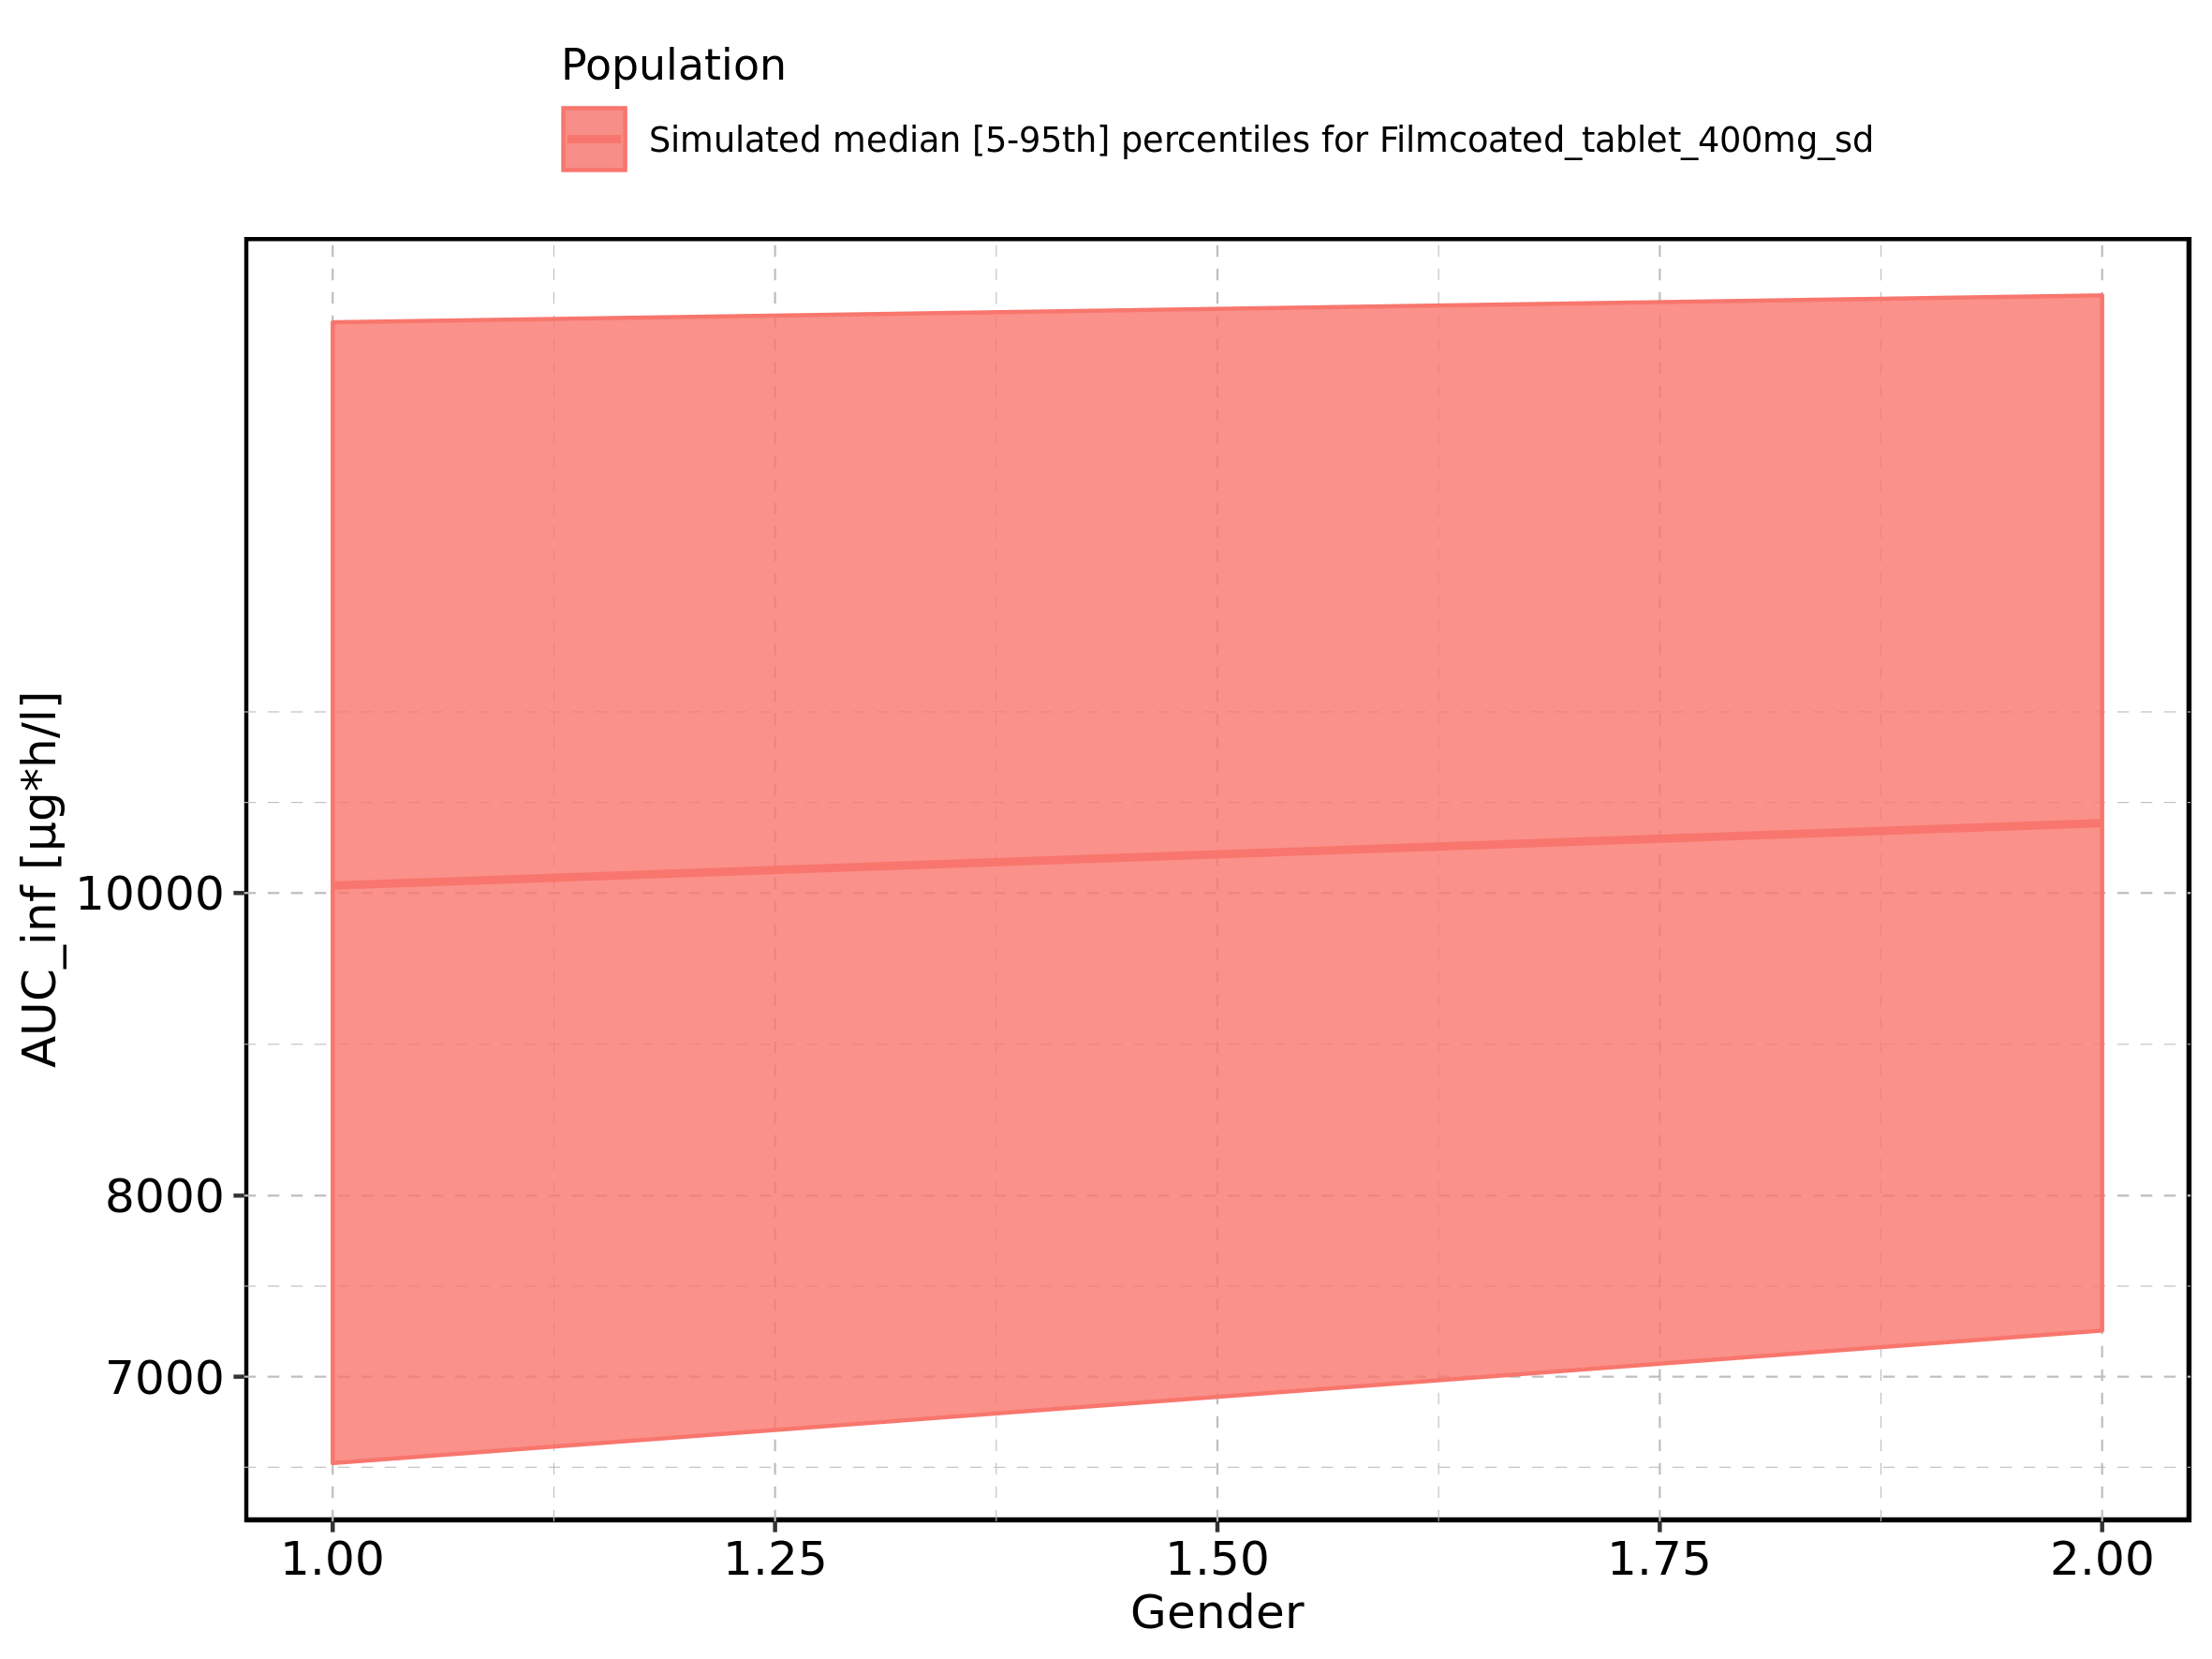 Population
Simulated median [5-95th] percentiles for Filmcoated_tablet_400mg_sd
AUC_inf [µg*h/l]
10000
8000
7000
1.00 1.25 1.50 1.75 2.00
Gender